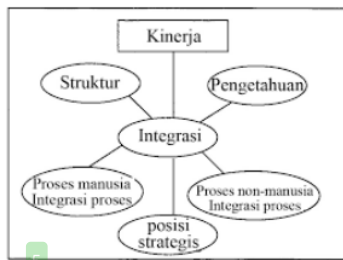 Kinerja
Struktur
Pengetahuan
Integrasi
Proses manusia
Integrasi proses
Proses non-manusia
Integrasi proses
posisi
strategis